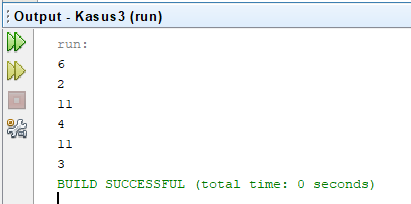 Output - Kasus3 (run)
run:
6
2
11
4
11
3
BUILD SUCCESSFUL (total time: 0 seconds)